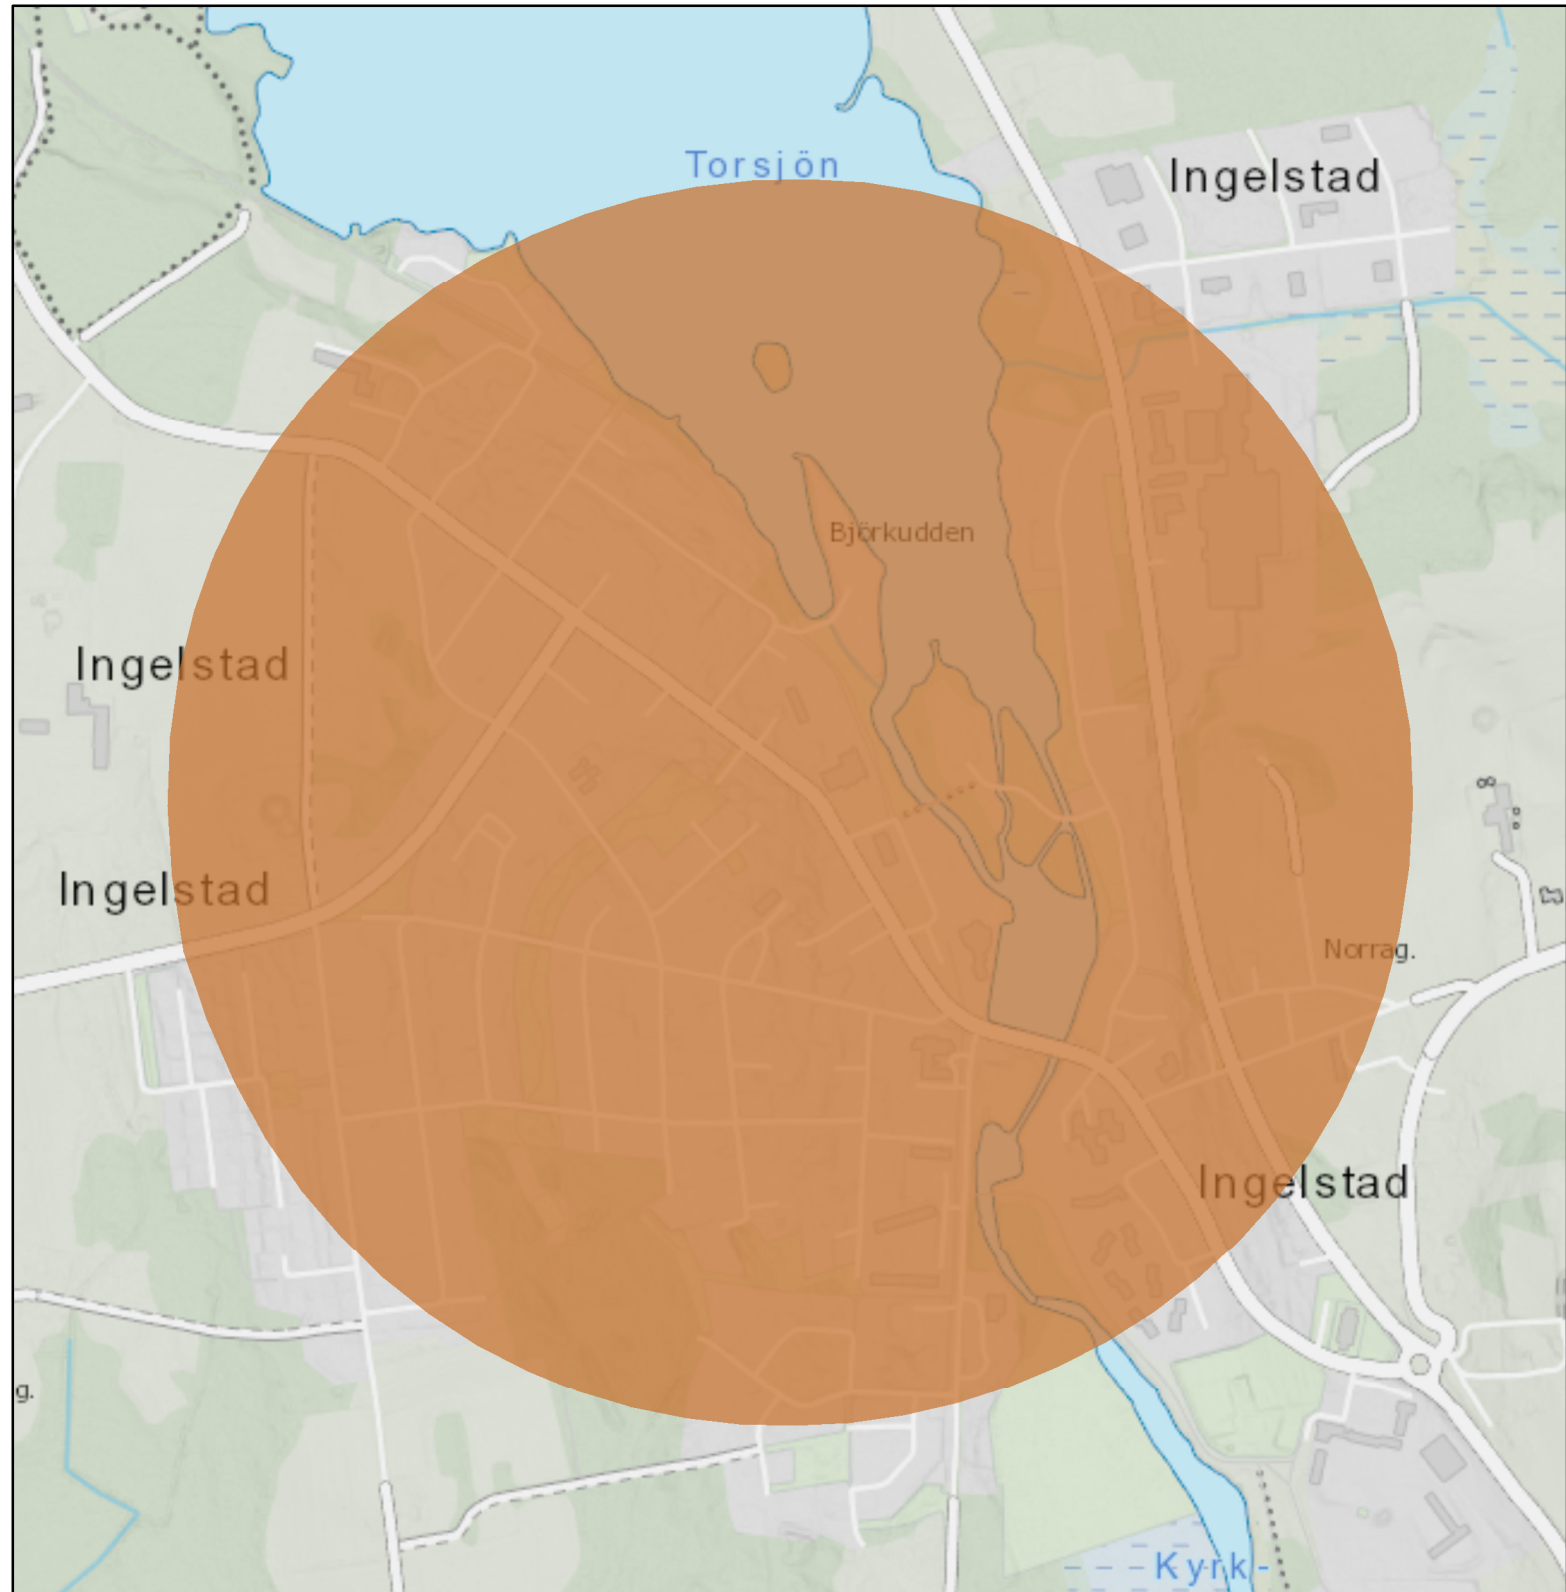 Torsjön
Ingelstad
Björkudden
Ingelstad
Ingelstad
Norrag.
Ingelstad
g.
Kyrk-